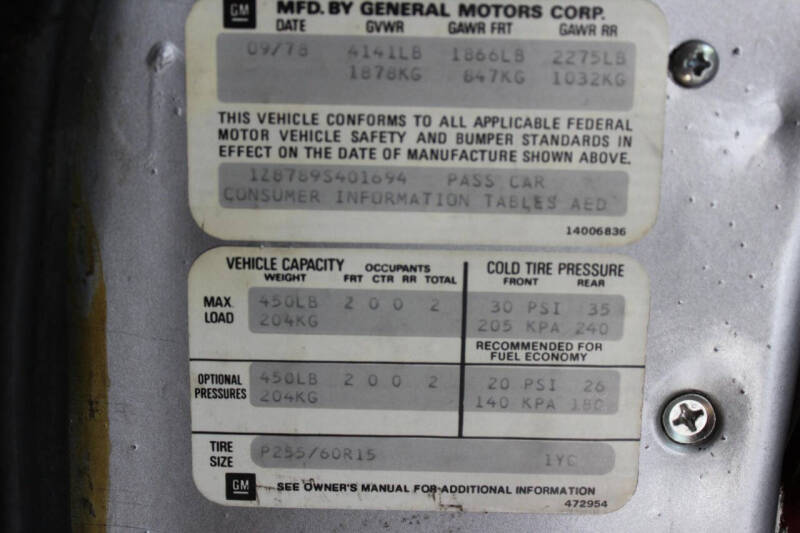 GM MFD. BY GENERAL MOTORS CORP.
DATE GVWR GAWR FRT GAWR RR
09/78 4141LB 1866LB 2275LB
1878KG 847KG 1032KG
THIS VEHICLE CONFORMS TO ALL APPLICABLE FEDERAL
MOTOR VEHICLE SAFETY AND BUMPER STANDARDS IN
EFFECT ON THE DATE OF MANUFACTURE SHOWN ABOVE.
1Z8789S401694 PASS CAR
CONSUMER INFORMATION TABLES AED
14006836
VEHICLE CAPACITY OCCUPANTS COLD TIRE PRESSURE
WEIGHT FRT CTR RR TOTAL FRONT REAR
MAX. LOAD 450LB 2 0 0 2 30 PSI 35
204KG 205 KPA 240
RECOMMENDED FOR
FUEL ECONOMY
OPTIONAL PRESSURES 450LB 2 0 0 2 20 PSI 26
204KG 140 KPA 180
TIRE SIZE P255/60R15 1YC
GM SEE OWNER'S MANUAL FOR ADDITIONAL INFORMATION
472954